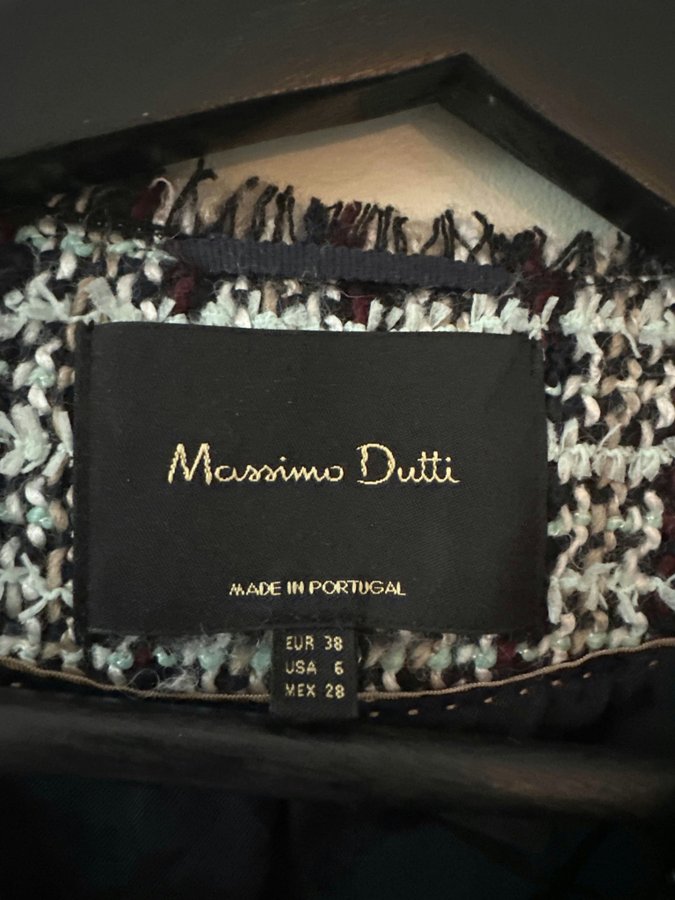 Massimo Dutti
MADE IN PORTUGAL
EUR 38
USA 6
MEX 28